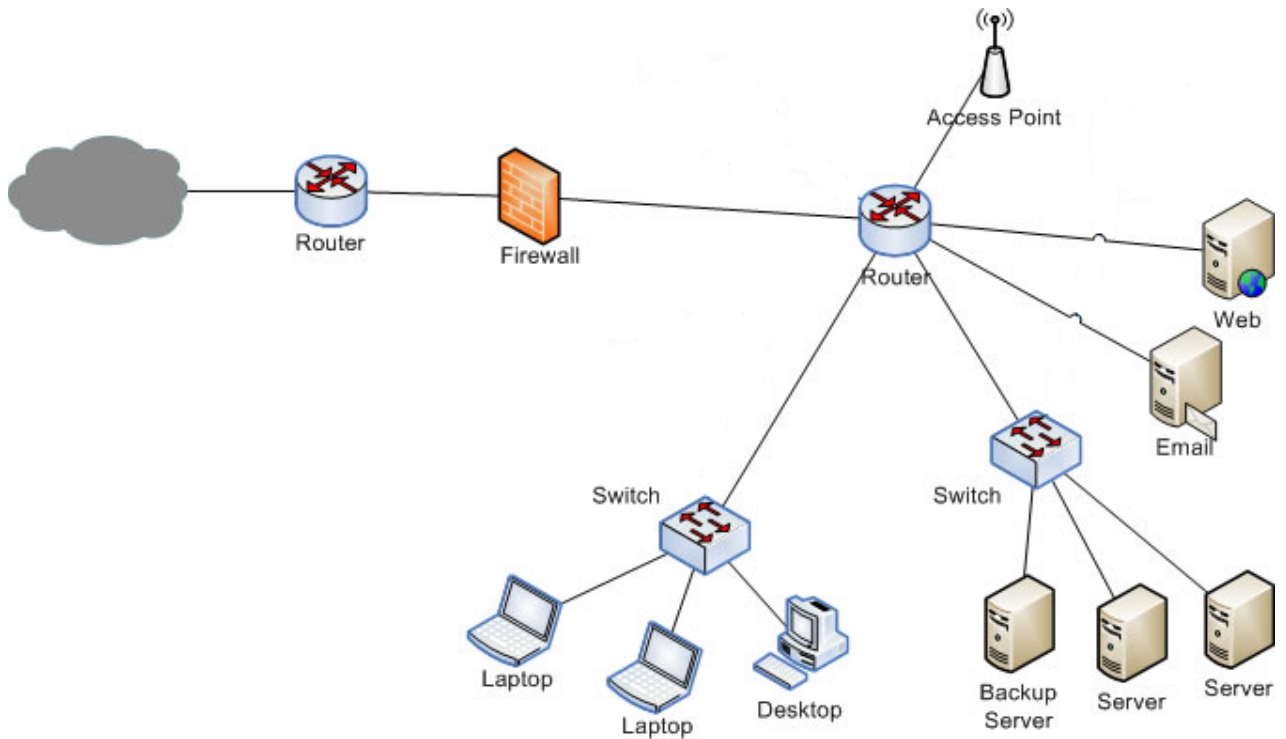 Access Point
Router
Firewall
Router
Web
Email
Switch
Switch
Laptop
Laptop
Desktop
Backup
Server
Server
Server